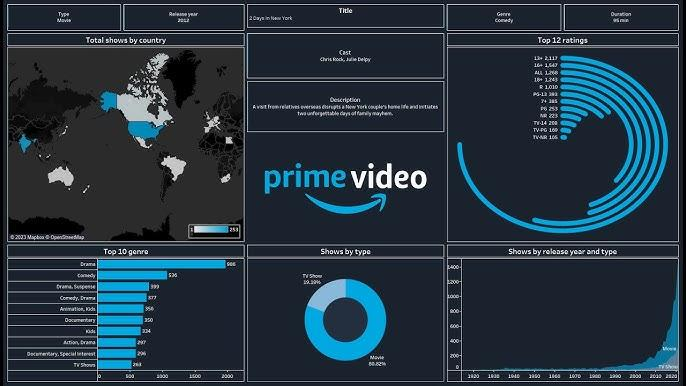 Type
Movie
Release year
2012
Title
2 Days in New York
Genre
Comedy
Duration
95 min
Total shows by country
© 2023 Mapbox © OpenStreetMap
1
253
Cast
Chris Rock, Julie Delpy
Description
A visit from relatives overseas disrupts a New York couple's home life and initiates
two unforgettable days of family mayhem.
prime video
Top 12 ratings
13+ 2,117
16+ 1,547
ALL 1,268
18+ 1,243
R 1,010
PG-13 393
7+ 385
PG 253
NR 223
TV-14 208
TV-PG 169
TV-NR 105
Top 10 genre
Drama 986
Comedy 536
Drama, Suspense 399
Comedy, Drama 377
Animation, Kids 356
Documentary 350
Kids 334
Action, Drama 297
Documentary, Special Interest 296
TV Shows 263
0 500 1000 1500 2000
Shows by type
TV Show
19.18%
Movie
80.82%
Shows by release year and type
1400
1200
1000
800
600
400
200
0
Movie
TV Show
1920 1930 1940 1950 1960 1970 1980 1990 2000 2010 2020